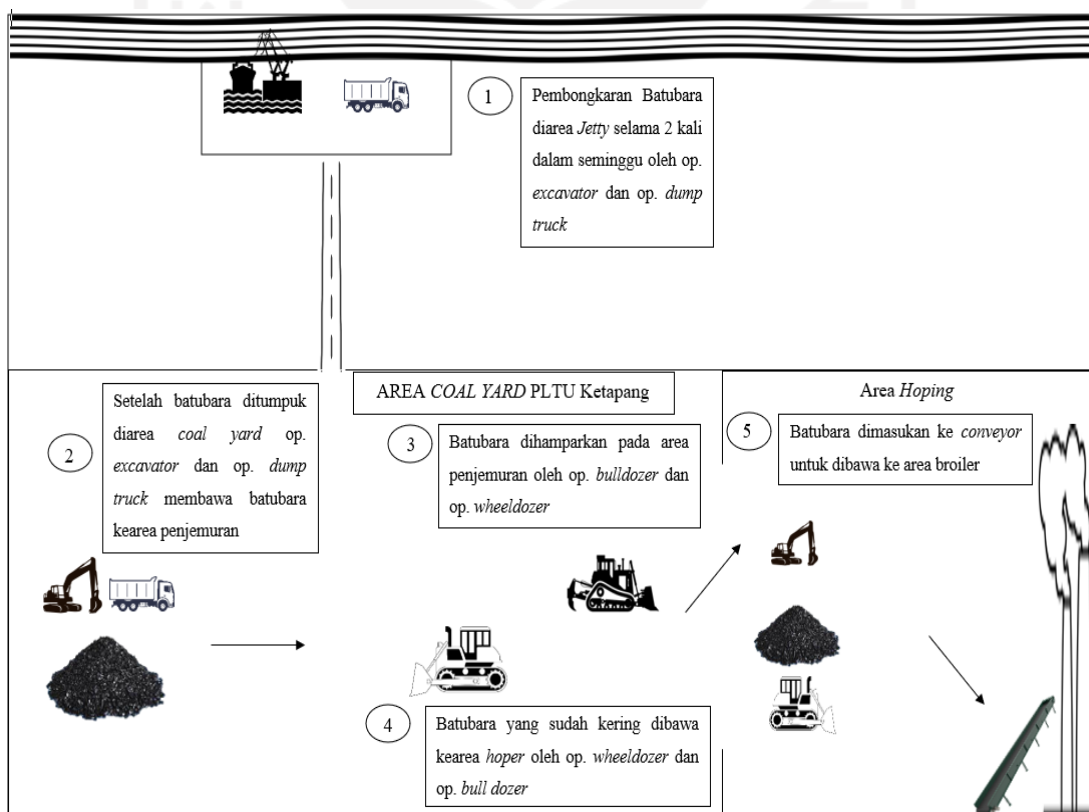 1
Pembongkaran Batubara
diarea Jetty selama 2 kali
dalam seminggu oleh op.
excavator dan op. dump
truck
AREA COAL YARD PLTU Ketapang
Area Hoping
2
Setelah batubara ditumpuk
diarea coal yard op.
excavator dan op. dump
truck membawa batubara
kearea penjemuran
3
Batubara dihamparkan pada area
penjemuran oleh op. bulldozer dan
op. wheeldozer
4
Batubara yang sudah kering dibawa
kearea hoper oleh op. wheeldozer dan
op. bull dozer
5
Batubara dimasukan ke conveyor
untuk dibawa ke area broiler